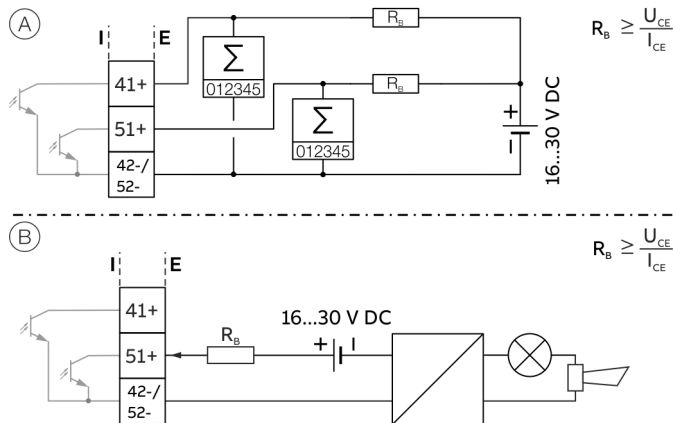 A
I E
41+
51+
42-/
52-
Σ
012345
Σ
012345
R_B
R_B
+
-
16...30 V DC
R_B ≥ U_CE
I_CE
B
I E
41+
51+
42-/
52-
R_B
16...30 V DC
+ -
R_B ≥ U_CE
I_CE